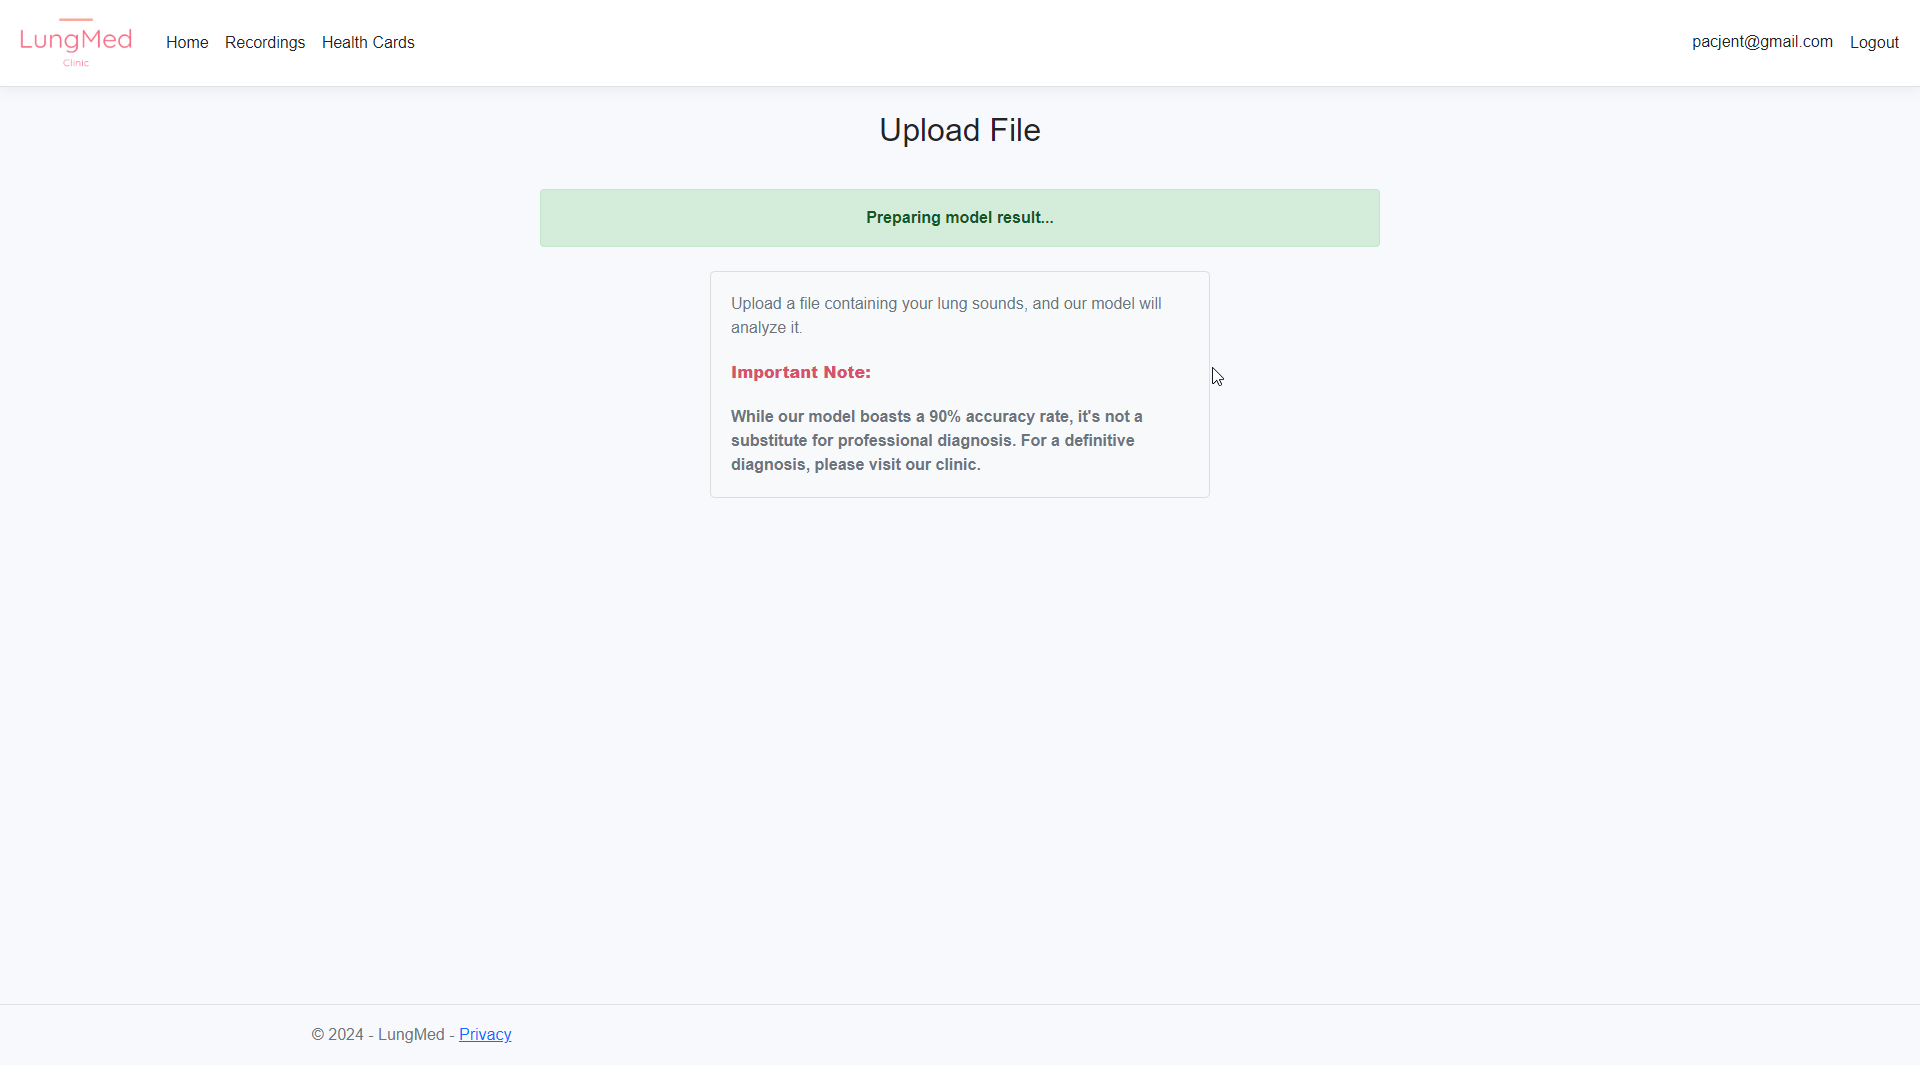 LungMed
Clinic
Home Recordings Health Cards
pacjent@gmail.com Logout
Upload File
Preparing model result...
Upload a file containing your lung sounds, and our model will
analyze it.
Important Note:
While our model boasts a 90% accuracy rate, it's not a
substitute for professional diagnosis. For a definitive
diagnosis, please visit our clinic.
© 2024 - LungMed - Privacy